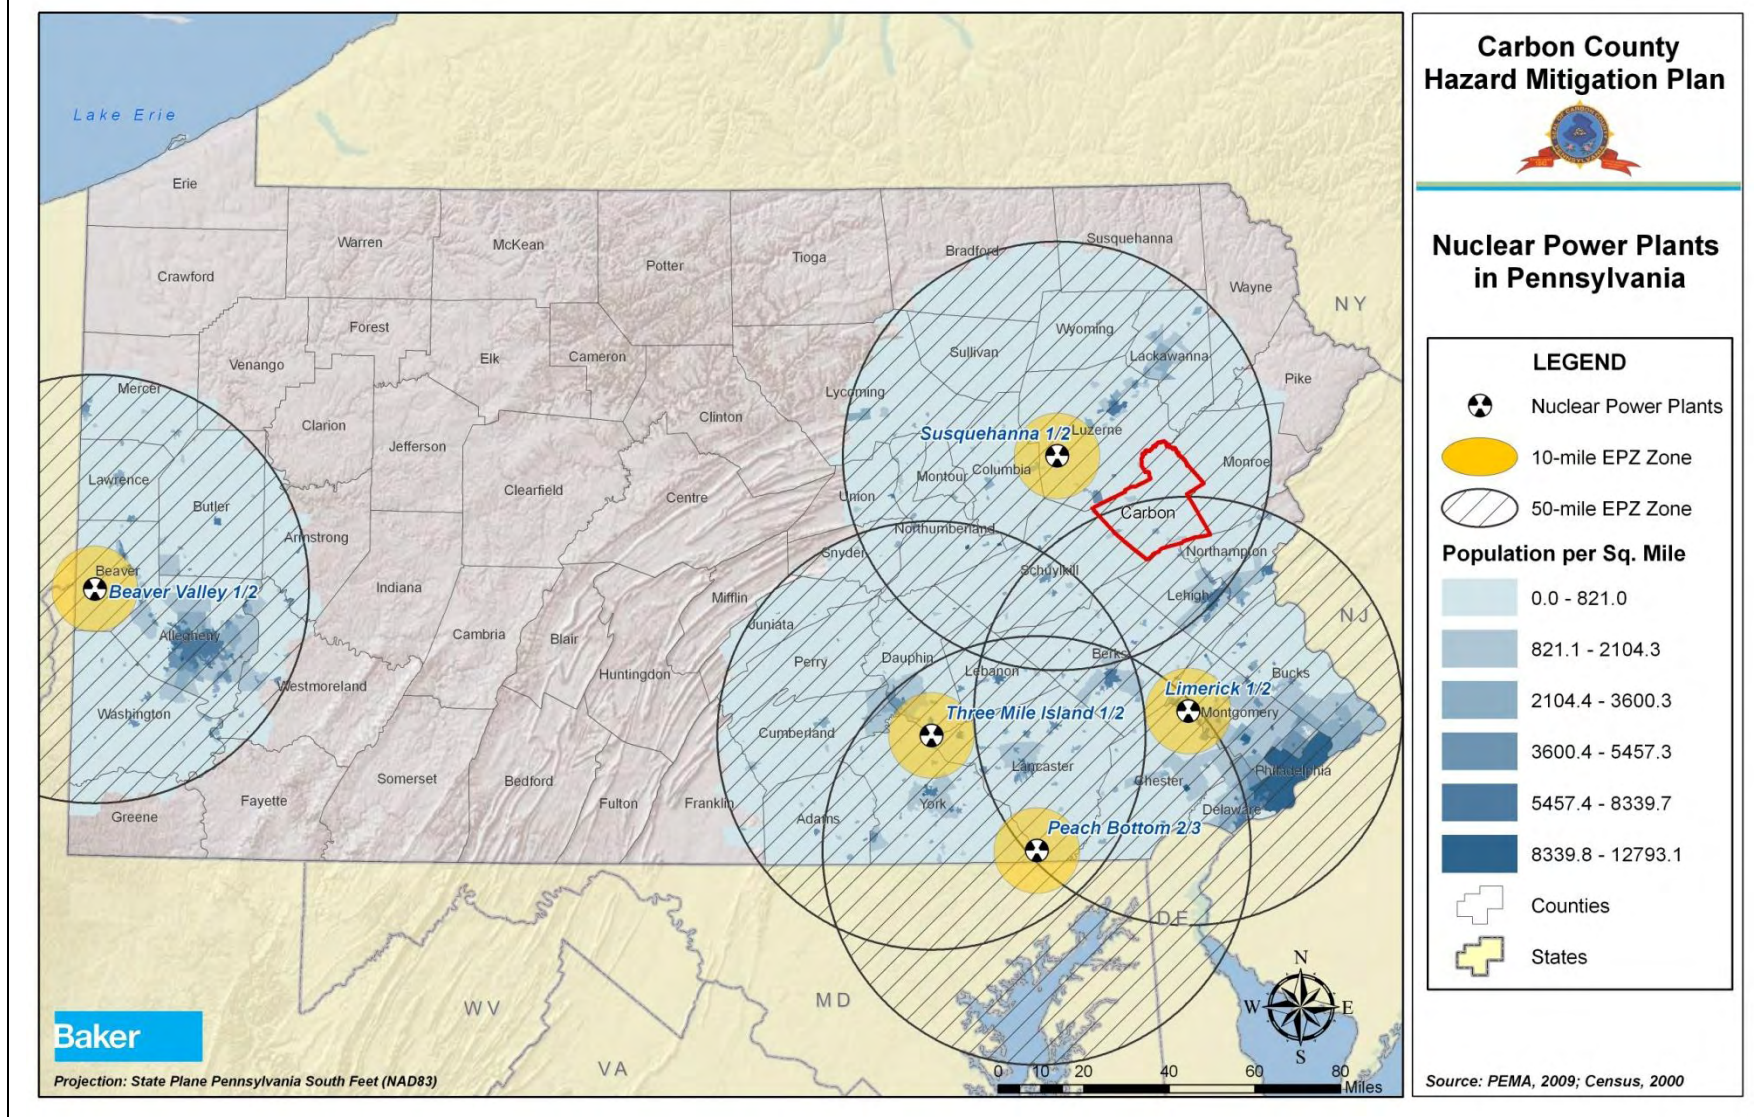 Carbon County
Hazard Mitigation Plan
Nuclear Power Plants
in Pennsylvania
LEGEND
Nuclear Power Plants
10-mile EPZ Zone
50-mile EPZ Zone
Population per Sq. Mile
0.0 - 821.0
821.1 - 2104.3
2104.4 - 3600.3
3600.4 - 5457.3
5457.4 - 8339.7
8339.8 - 12793.1
Counties
States
Source: PEMA, 2009; Census, 2000
Lake Erie
Erie
Crawford
Warren
McKean
Potter
Tioga
Bradford
Susquehanna
Wayne
NY
Forest
Venango
Elk
Cameron
Sullivan
Wyoming
Lackawanna
Pike
Mercer
Clarion
Jefferson
Clinton
Lycoming
Susquehanna 1/2
Luzerne
Monroe
Lawrence
Butler
Clearfield
Centre
Union
Montour
Columbia
Carbon
Armstrong
Northumberland
Snyder
Northampton
Schuylkill
Beaver
Beaver Valley 1/2
Indiana
Mifflin
Lehigh
NJ
Allegheny
Cambria
Blair
Juniata
Perry
Dauphin
Lebanon
Berks
Bucks
Huntingdon
Westmoreland
Limerick 1/2
Montgomery
Washington
Three Mile Island 1/2
Cumberland
Lancaster
Chester
Philadelphia
Somerset
Bedford
Fulton
Franklin
York
Delaware
Fayette
Greene
Adams
Peach Bottom 2/3
DE
MD
WV
VA
N
W
E
S
Baker
Projection: State Plane Pennsylvania South Feet (NAD83)
0 10 20 40 60 80
Miles